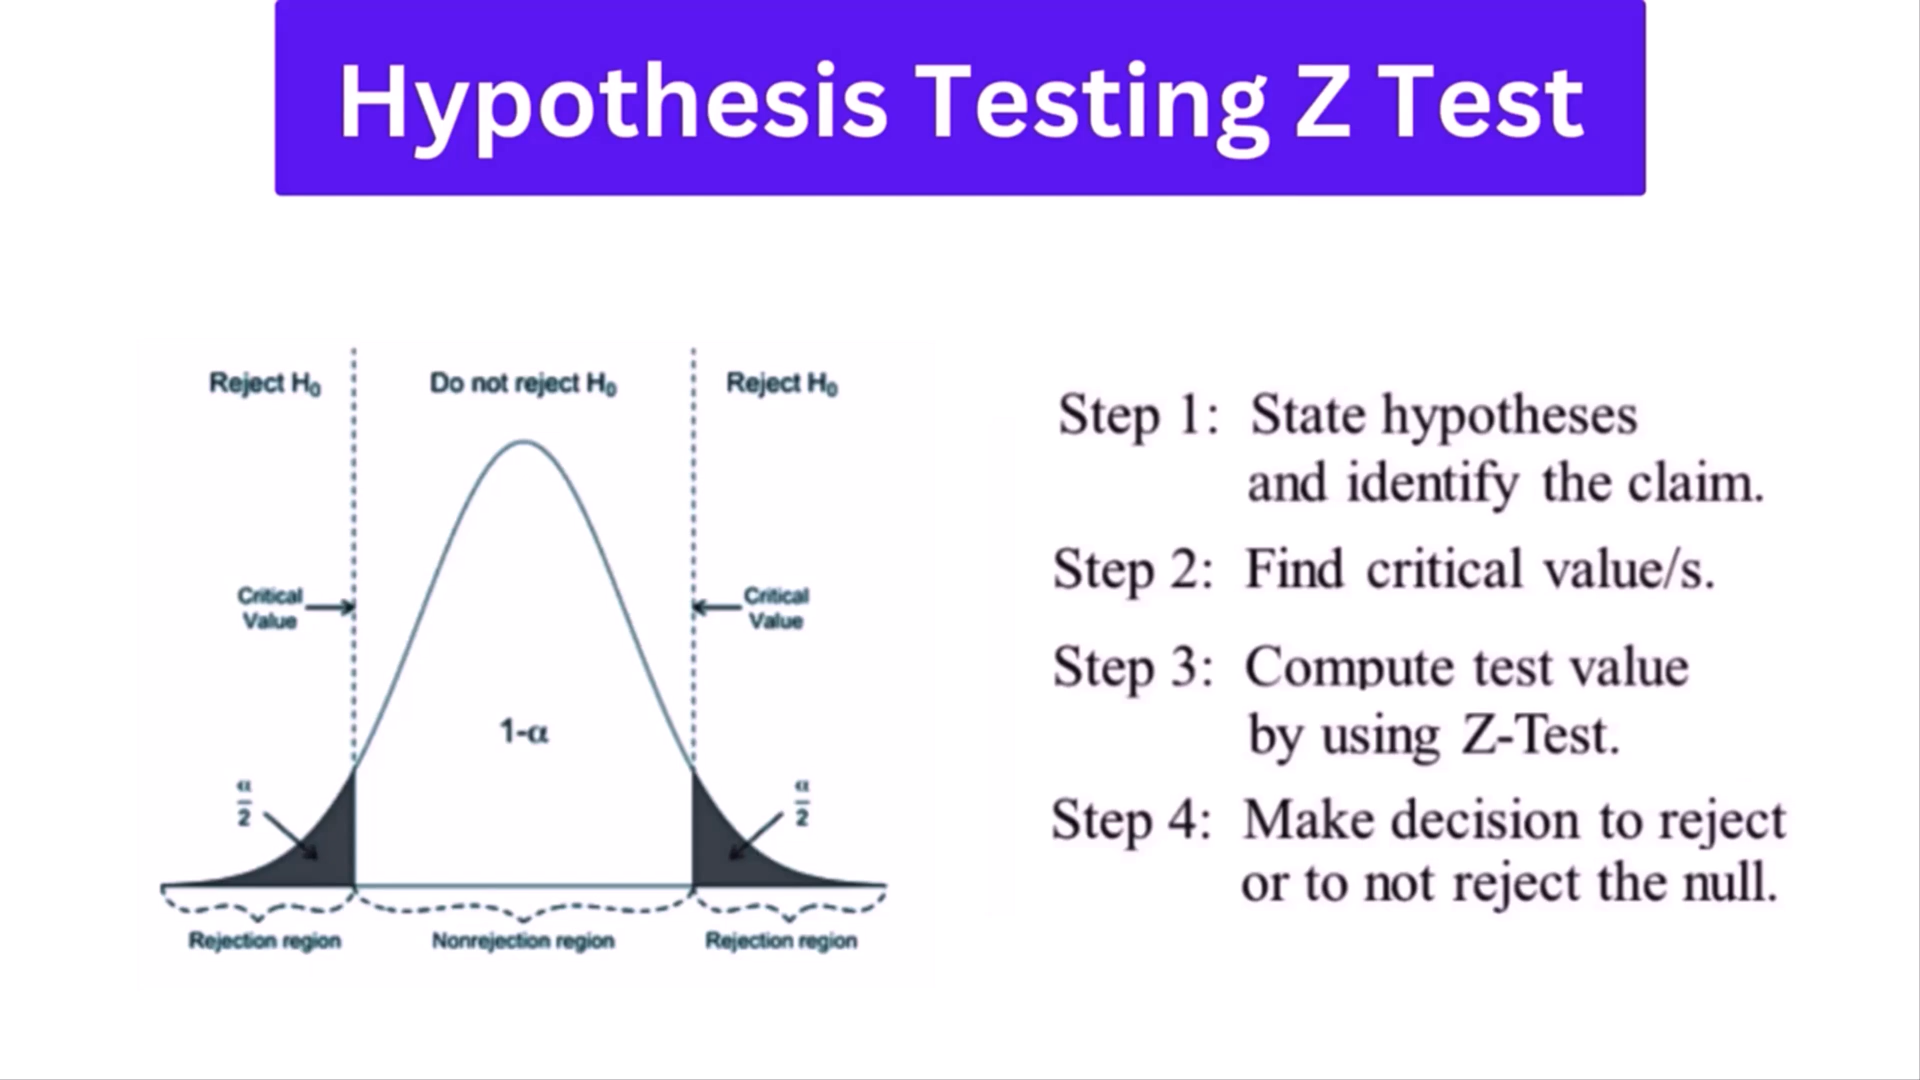 Hypothesis Testing Z Test
Reject H₀
Do not reject H₀
Reject H₀
Critical
Value
Critical
Value
1-α
α
2
α
2
Rejection region
Nonrejection region
Rejection region
Step 1: State hypotheses
and identify the claim.
Step 2: Find critical value/s.
Step 3: Compute test value
by using Z-Test.
Step 4: Make decision to reject
or to not reject the null.